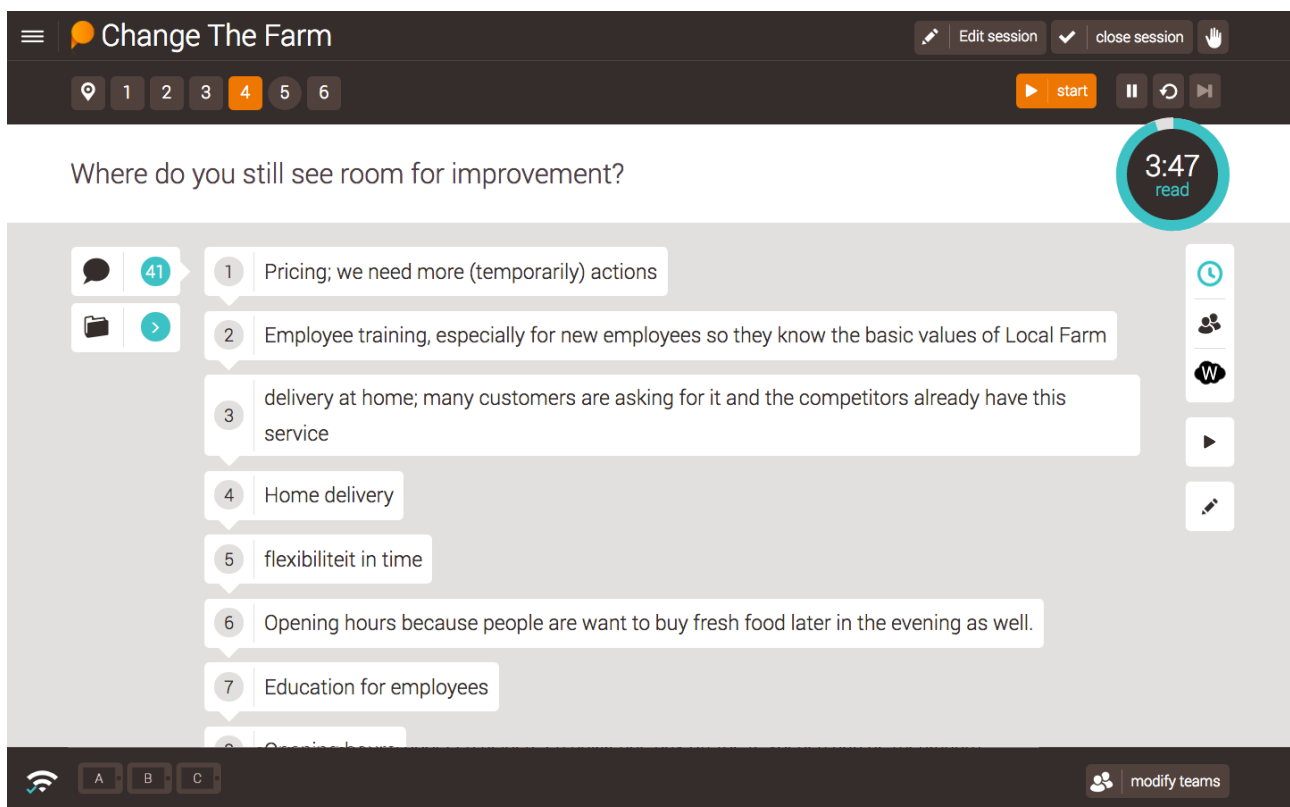 Change The Farm
Edit session
close session
1 2 3 4 5 6
start
Where do you still see room for improvement?
3:47
read
41
1 Pricing; we need more (temporarily) actions
2 Employee training, especially for new employees so they know the basic values of Local Farm
3 delivery at home; many customers are asking for it and the competitors already have this
service
4 Home delivery
5 flexibiliteit in time
6 Opening hours because people are want to buy fresh food later in the evening as well.
7 Education for employees
W
A B C
modify teams